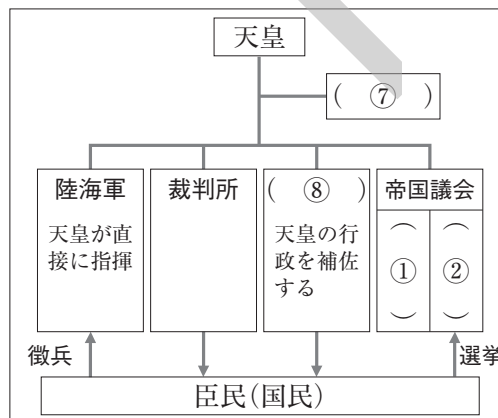 天皇
( ⑦ )
陸海軍
天皇が直
接に指揮
裁判所
( ⑧ )
天皇の行
政を補佐
する
帝国議会
( ① )
( ② )
徴兵
選挙
臣民(国民)